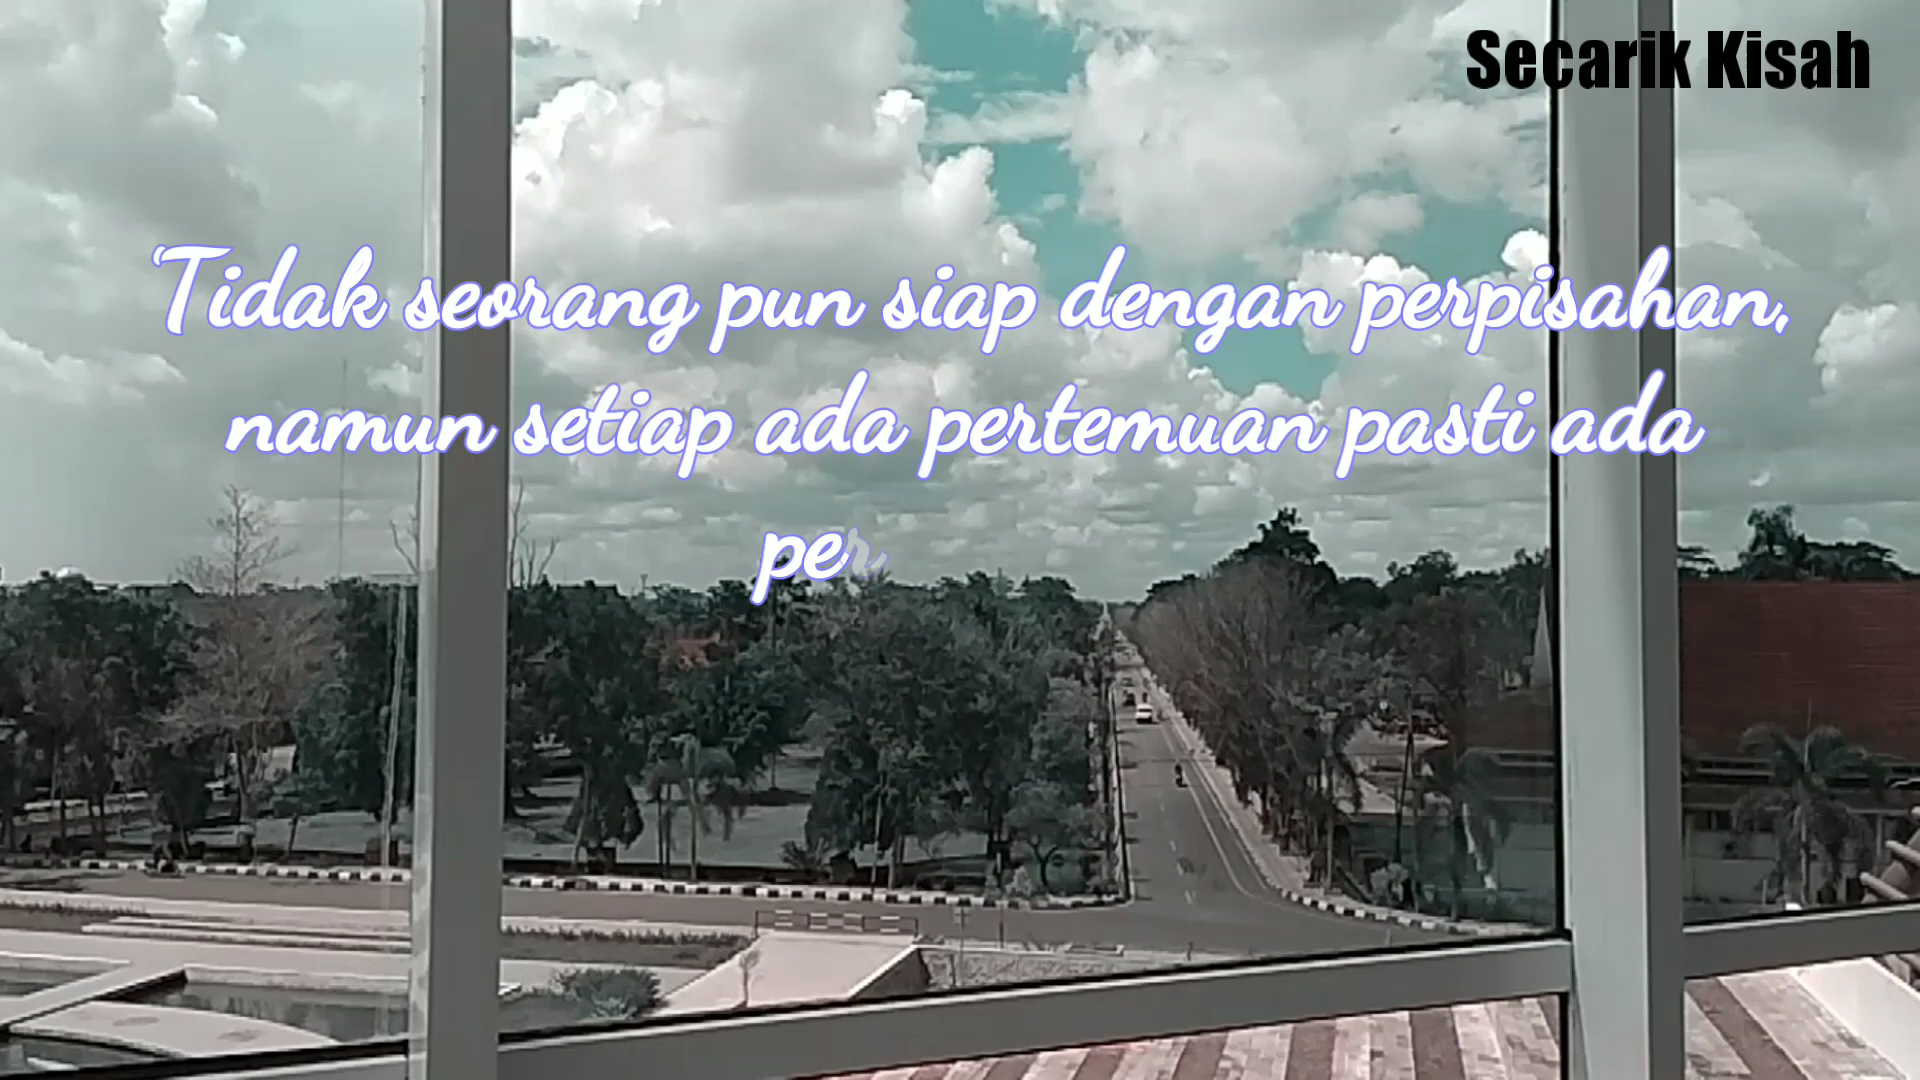 Secarik Kisah
Tidak seorang pun siap dengan perpisahan,
namun setiap ada pertemuan pasti ada
per